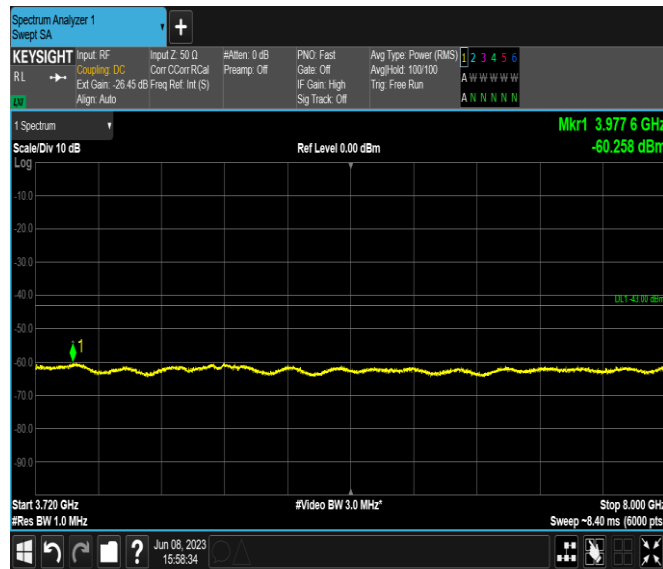 Spectrum Analyzer 1
Swept SA
+
KEYSIGHT Input: RF Input Z: 50 Ω #Atten: 0 dB PNO: Fast Avg Type: Power (RMS) 1 2 3 4 5 6
RL Coupling: DC Corr CCorr RCal Preamp: Off Gate: Off Avg|Hold: 100/100 A W W W W W
Ext Gain: -26.45 dB Freq Ref: Int (S) IF Gain: High Trig: Free Run
LXI Align: Auto Sig Track: Off A N N N N N
1 Spectrum Mkr1 3.977 6 GHz
Scale/Div 10 dB Ref Level 0.00 dBm -60.258 dBm
Log
-10.0
-20.0
-30.0
-40.0
DL1 -43.00 dBm
-50.0
1
-60.0
-70.0
-80.0
-90.0
Start 3.720 GHz #Video BW 3.0 MHz* Stop 8.000 GHz
#Res BW 1.0 MHz Sweep ~8.40 ms (6000 pts)
? Jun 08, 2023
15:58:34